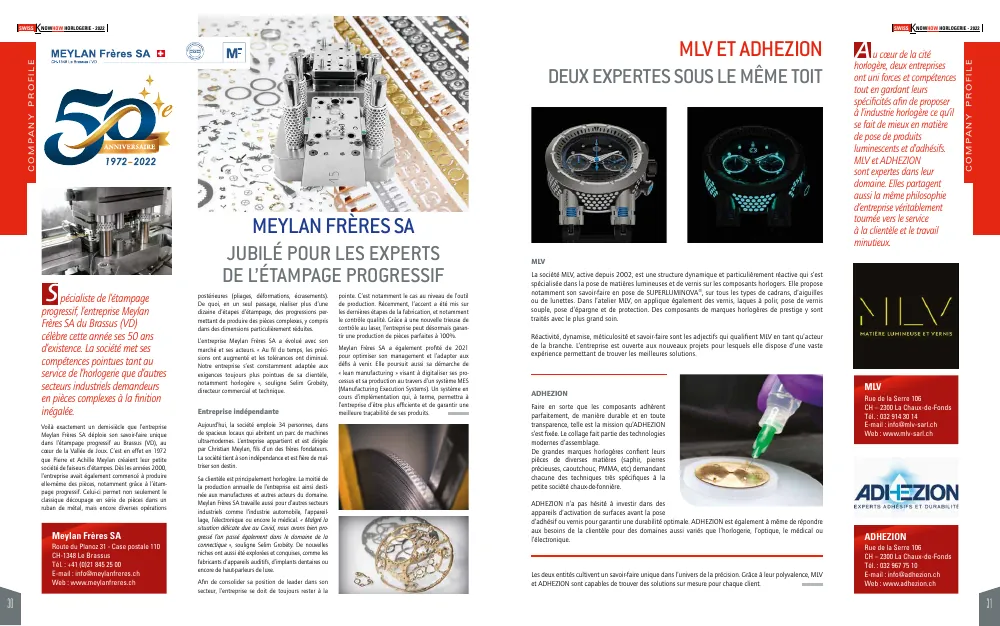 SWISS KNOWHOW HORLOGERIE - 2022
COMPANY PROFILE
MEYLAN Frères SA
CH-1348 Le Brassus / VD
MF
50e
ANNIVERSAIRE
1972-2022
MEYLAN FRÈRES SA
JUBILÉ POUR LES EXPERTS
DE L'ÉTAMPAGE PROGRESSIF
Spécialiste de l'étampage
progressif, l'entreprise Meylan
Frères SA du Brassus (VD)
célèbre cette année ses 50 ans
d'existence. La société met ses
compétences pointues tant au
service de l'horlogerie que d'autres
secteurs industriels demandeurs
en pièces complexes à la finition
inégalée.
Voilà exactement un demi-siècle que l'entreprise
Meylan Frères SA déploie son savoir-faire unique
dans l'étampage progressif au Brassus (VD), au
cœur de la Vallée de Joux. C'est en effet en 1972
que Pierre et Achille Meylan créaient leur petite
société de faiseurs d'étampes. Dès les années 2000,
l'entreprise avait également commencé à produire
elle-même des pièces, notamment grâce à l'étam-
page progressif. Celui-ci permet non seulement le
classique découpage en série de pièces dans un
ruban de métal, mais encore diverses opérations
Meylan Frères SA
Route du Planoz 31 - Case postale 110
CH-1348 Le Brassus
Tél. : +41 (0)21 845 25 00
E-mail : info@meylanfreres.ch
Web : www.meylanfreres.ch
30
postérieures (pliages, déformations, écrasements).
De quoi, en un seul passage, réaliser plus d'une
dizaine d'étapes d'étampage, des progressions per-
mettant de produire des pièces complexes, y compris
dans des dimensions particulièrement réduites.
L'entreprise Meylan Frères SA a évolué avec son
marché et ses acteurs. « Au fil du temps, les préci-
sions ont augmenté et les tolérances ont diminué.
Notre entreprise s'est constamment adaptée aux
exigences toujours plus pointues de sa clientèle,
notamment horlogère », souligne Selim Grobéty,
directeur commercial et technique.
Entreprise indépendante
Aujourd'hui, la société emploie 34 personnes, dans
de spacieux locaux qui abritent un parc de machines
ultramodernes. L'entreprise appartient et est dirigée
par Christian Meylan, fils d'un des frères fondateurs.
La société tient à son indépendance et est fière de maî-
triser son destin.
Sa clientèle est principalement horlogère. La moitié de
la production annuelle de l'entreprise est ainsi desti-
née aux manufactures et autres acteurs du domaine.
Meylan Frères SA travaille aussi pour d'autres secteurs
industriels comme l'industrie automobile, l'appareil-
lage, l'électronique ou encore le médical. « Malgré la
situation délicate due au Covid, nous avons bien pro-
gressé l'an passé également dans le domaine de la
connectique », souligne Selim Grobéty. De nouvelles
niches ont aussi été explorées et conquises, comme les
fabricants d'appareils auditifs, d'implants dentaires ou
encore de haut-parleurs de luxe.
Afin de consolider sa position de leader dans son
secteur, l'entreprise se doit de toujours rester à la
pointe. C'est notamment le cas au niveau de l'outil
de production. Récemment, l'accent a été mis sur
les dernières étapes de la fabrication, et notamment
le contrôle qualité. Grâce à une nouvelle trieuse de
contrôle au laser, l'entreprise peut désormais garan-
tir une production de pièces parfaites à 100%.
Meylan Frères SA a également profité de 2021
pour optimiser son management et l'adapter aux
défis à venir. Elle poursuit aussi sa démarche de
« lean manufacturing » visant à digitaliser ses pro-
cessus et sa production au travers d'un système MES
(Manufacturing Execution Systems). Un système en
cours d'implémentation qui, à terme, permettra à
l'entreprise d'être plus efficiente et de garantir une
meilleure traçabilité de ses produits.
MLV ET ADHEZION
DEUX EXPERTES SOUS LE MÊME TOIT
MLV
La société MLV, active depuis 2002, est une structure dynamique et particulièrement réactive qui s'est
spécialisée dans la pose de matières lumineuses et de vernis sur les composants horlogers. Elle propose
notamment son savoir-faire en pose de SUPERLUMINOVA®, sur tous les types de cadrans, d'aiguilles
ou de lunettes. Dans l'atelier MLV, on applique également des vernis, laques à polir, pose de vernis
souple, pose d'épargne et de protection. Des composants de marques horlogères de prestige y sont
traités avec le plus grand soin.
Réactivité, dynamise, méticulosité et savoir-faire sont les adjectifs qui qualifient MLV en tant qu'acteur
de la branche. L'entreprise est ouverte aux nouveaux projets pour lesquels elle dispose d'une vaste
expérience permettant de trouver les meilleures solutions.
ADHEZION
Faire en sorte que les composants adhèrent
parfaitement, de manière durable et en toute
transparence, telle est la mission qu'ADHEZION
s'est fixée. Le collage fait partie des technologies
modernes d'assemblage.
De grandes marques horlogères confient leurs
pièces de diverses matières (saphir, pierres
précieuses, caoutchouc, PMMA, etc) demandant
chacune des techniques très spécifiques à la
petite société chaux-de-fonnière.
ADHEZION n'a pas hésité à investir dans des
appareils d'activation de surfaces avant la pose
d'adhésif ou vernis pour garantir une durabilité optimale. ADHEZION est également à même de répondre
aux besoins de la clientèle pour des domaines aussi variés que l'horlogerie, l'optique, le médical ou
l'électronique.
Les deux entités cultivent un savoir-faire unique dans l'univers de la précision. Grâce à leur polyvalence, MLV
et ADHEZION sont capables de trouver des solutions sur mesure pour chaque client.
SWISS KNOWHOW HORLOGERIE - 2022
COMPANY PROFILE
Au cœur de la cité
horlogère, deux entreprises
ont uni forces et compétences
tout en gardant leurs
spécificités afin de proposer
à l'industrie horlogère ce qu'il
se fait de mieux en matière
de pose de produits
luminescents et d'adhésifs.
MLV et ADHEZION
sont expertes dans leur
domaine. Elles partagent
aussi la même philosophie
d'entreprise véritablement
tournée vers le service
à la clientèle et le travail
minutieux.
MLV
MATIÈRE LUMINEUSE ET VERNIS
MLV
Rue de la Serre 106
CH – 2300 La Chaux-de-Fonds
Tél. : 032 914 30 14
E-mail : info@mlv-sarl.ch
Web : www.mlv-sarl.ch
ADHEZION
EXPERTS ADHÉSIFS ET DURABILITÉ
ADHEZION
Rue de la Serre 106
CH – 2300 La Chaux-de-Fonds
Tél. : 032 967 75 10
E-mail : info@adhezion.ch
Web : www.adhezion.ch
31